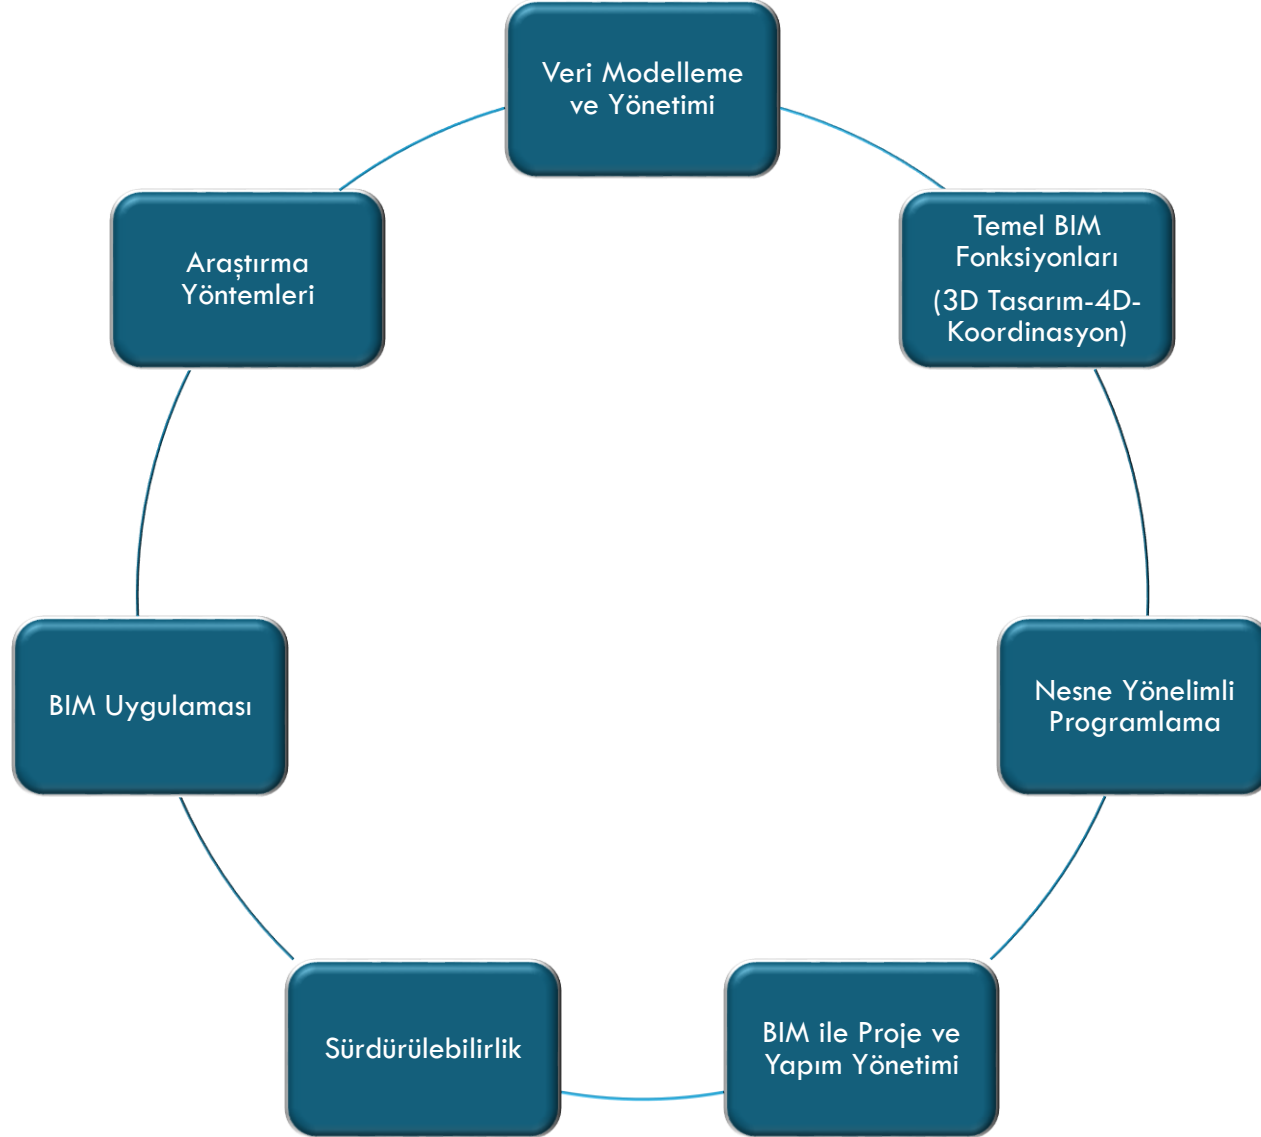 Veri Modelleme
ve Yönetimi
Temel BIM
Fonksiyonları
(3D Tasarım-4D-
Koordinasyon)
Nesne Yönelimli
Programlama
BIM ile Proje ve
Yapım Yönetimi
Sürdürülebilirlik
BIM Uygulaması
Araştırma
Yöntemleri